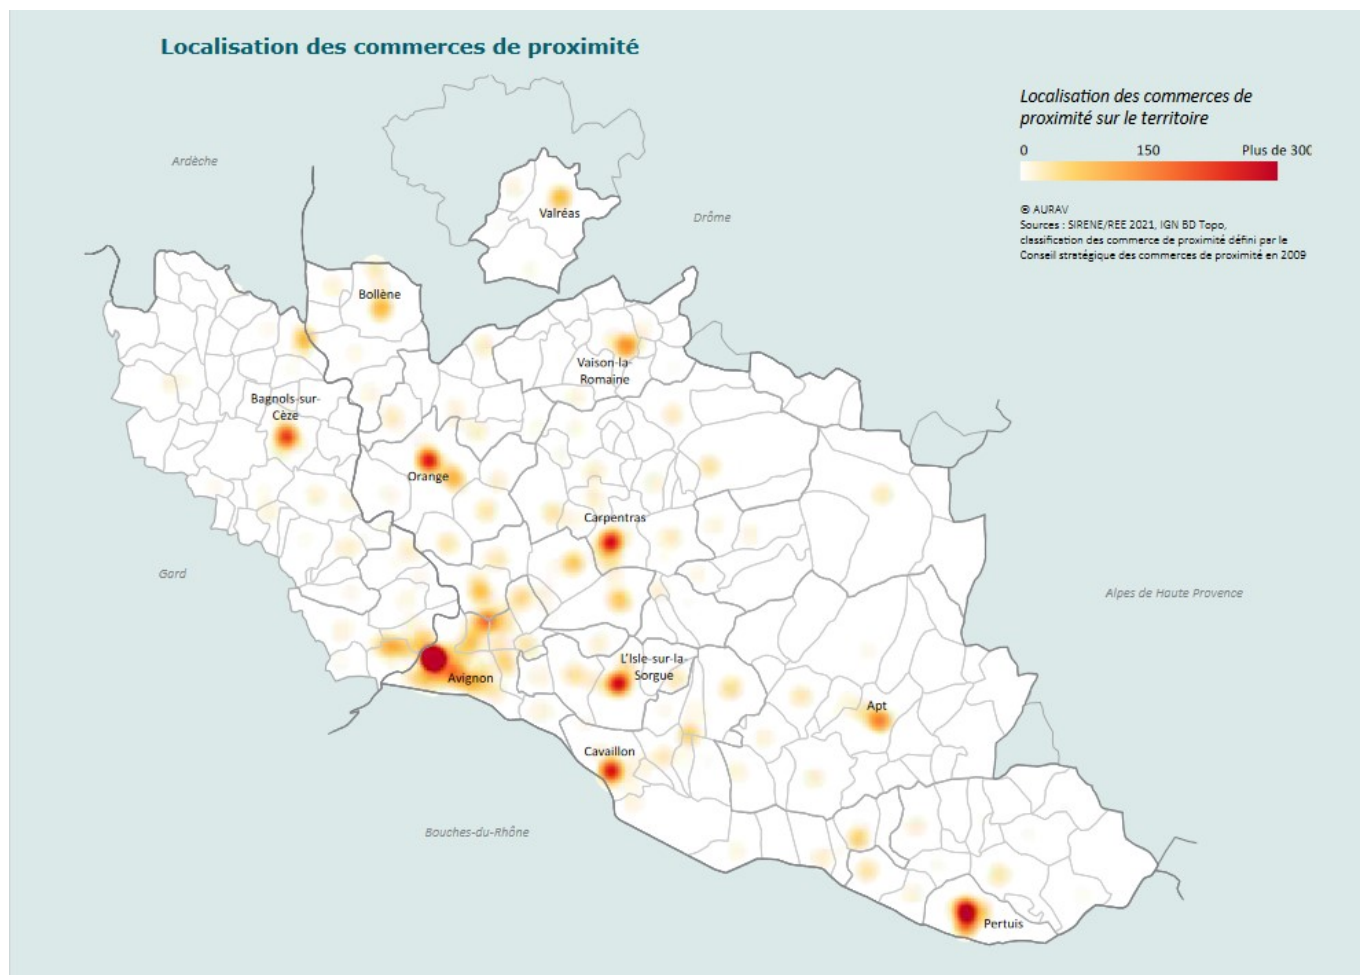 Localisation des commerces de proximité
Localisation des commerces de
proximité sur le territoire
0 150 Plus de 300
© AURAV
Sources : SIRENE/REE 2021, IGN BD Topo,
classification des commerce de proximité défini par le
Conseil stratégique des commerces de proximité en 2009
Ardèche
Drôme
Valréas
Bollène
Vaison-la-
Romaine
Bagnols-sur-
Cèze
Orange
Carpentras
Gard
Alpes de Haute Provence
L'Isle-sur-la-
Sorgue
Avignon
Apt
Cavaillon
Bouches-du-Rhône
Pertuis